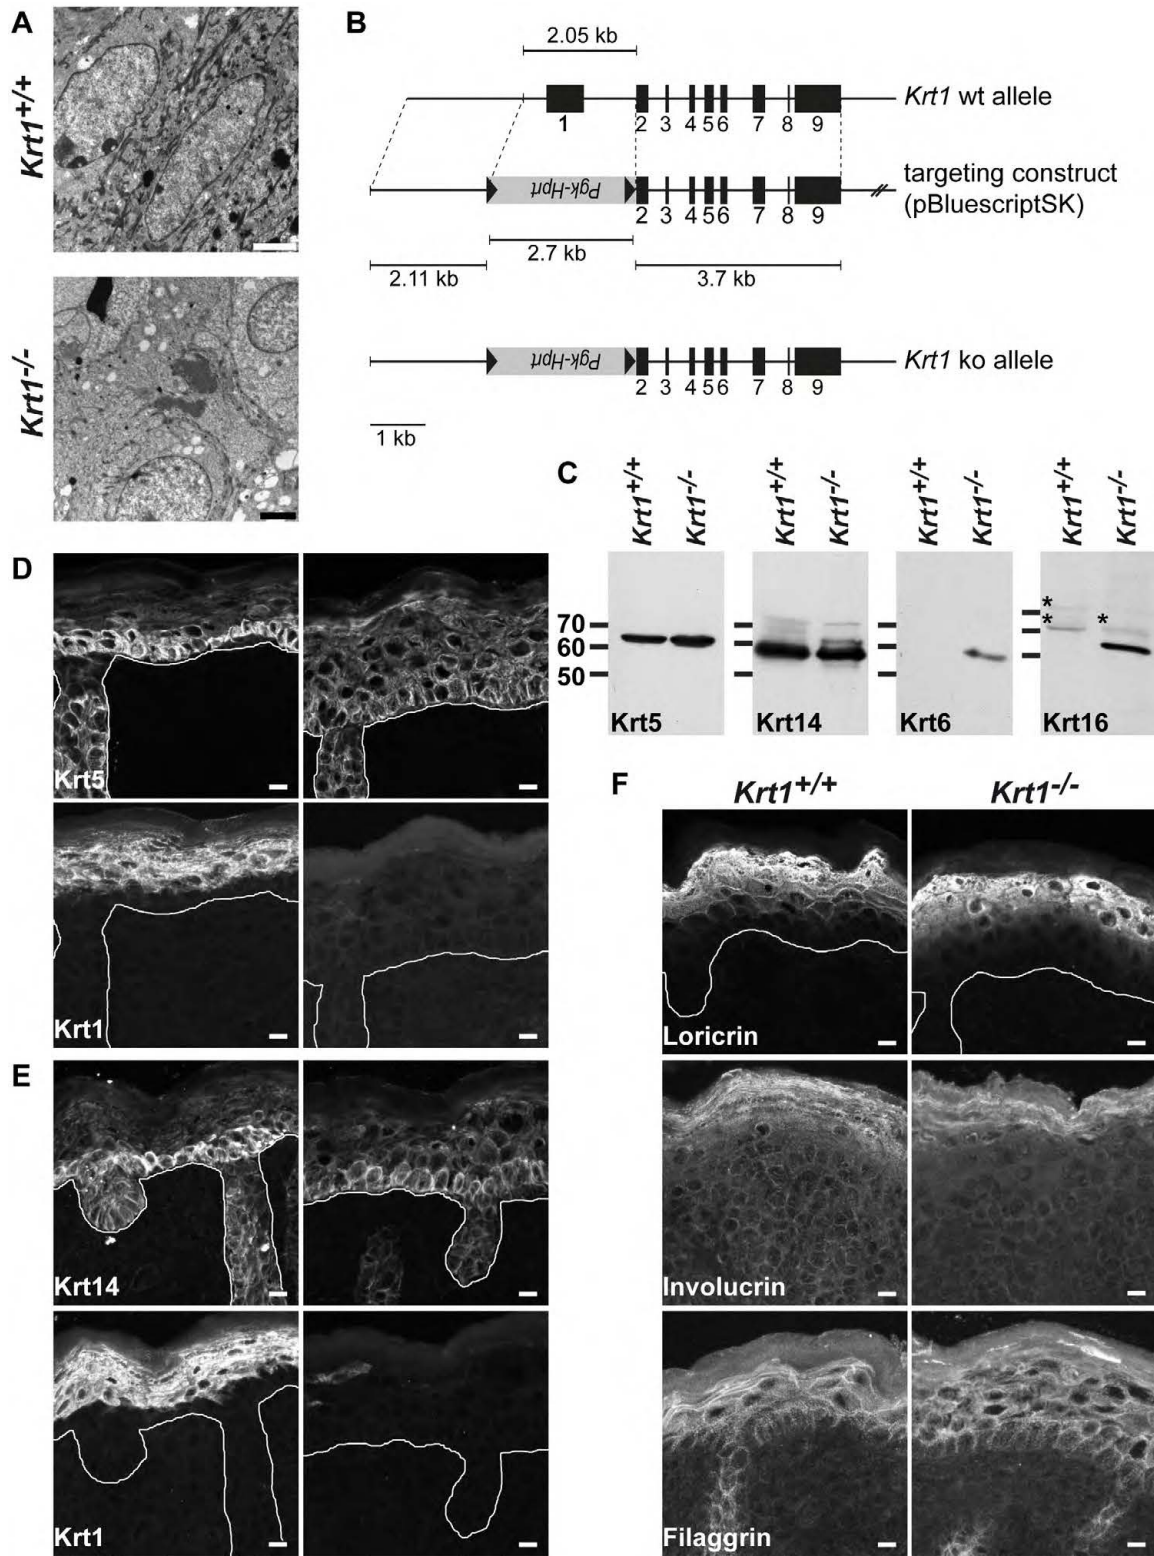 A
Krt1+/+
Krt1-/-
B
2.05 kb
Krt1 wt allele
1 2 3 4 5 6 7 8 9
Pgk-Hprt
targeting construct
(pBluescriptSK)
2 3 4 5 6 7 8 9
2.7 kb
2.11 kb 3.7 kb
Pgk-Hprt
Krt1 ko allele
2 3 4 5 6 7 8 9
1 kb
C
Krt1+/+ Krt1-/- Krt1+/+ Krt1-/- Krt1+/+ Krt1-/- Krt1+/+ Krt1-/-
* * *
70
60
50
Krt5 Krt14 Krt6 Krt16
D
Krt5
Krt1
E
Krt14
Krt1
F
Krt1+/+ Krt1-/-
Loricrin
Involucrin
Filaggrin